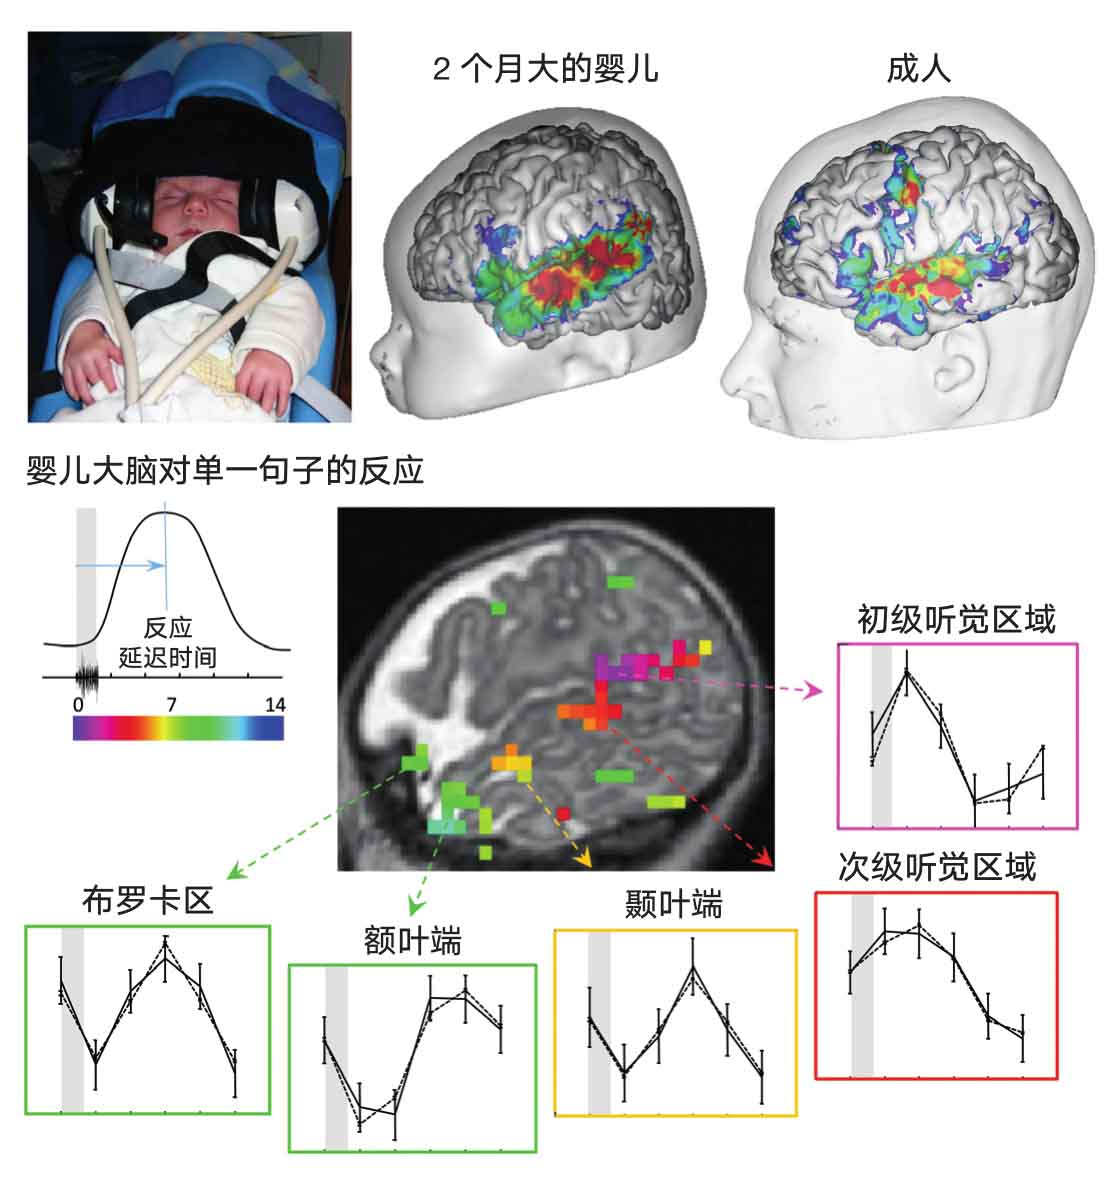 2 个月大的婴儿
成人
婴儿大脑对单一句子的反应
反应
延迟时间
0 7 14
初级听觉区域
次级听觉区域
布罗卡区
额叶端
颞叶端